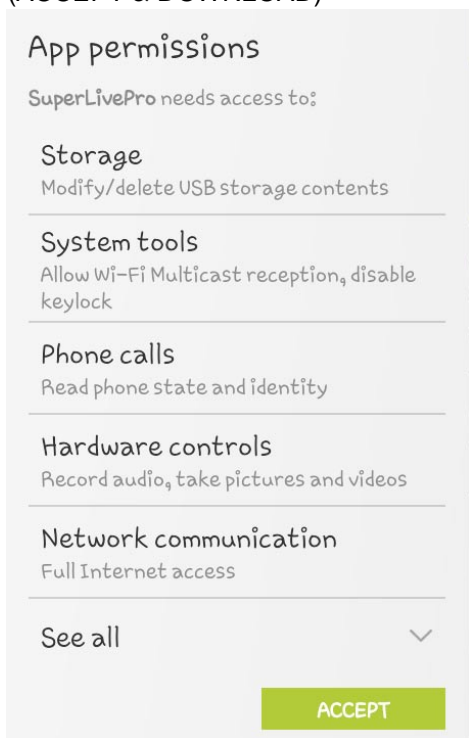 (ACCEPT & DOWNLOAD)
App permissions
SuperLivePro needs access to:
Storage
Modify/delete USB storage contents
System tools
Allow Wi-Fi Multicast reception, disable
keylock
Phone calls
Read phone state and identity
Hardware controls
Record audio, take pictures and videos
Network communication
Full Internet access
See all
ACCEPT